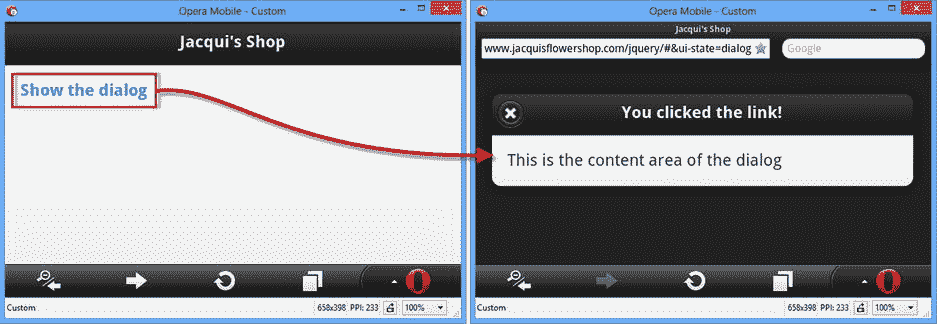 Opera Mobile - Custom
Jacqui's Shop
Show the dialog
Custom
658x398 PPI: 233
100%
Opera Mobile - Custom
Jacqui's Shop
www.jacquisflowershop.com/jquery/#&ui-state=dialog
Google
You clicked the link!
This is the content area of the dialog
Custom
658x398 PPI: 233
100%